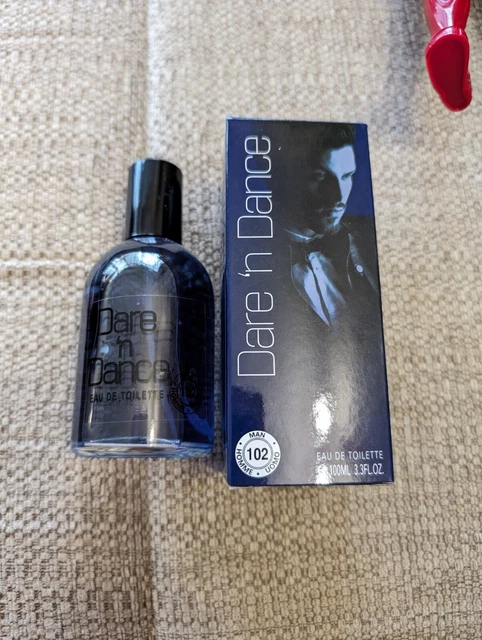 Dare
'n
Dance
EAU DE TOILETTE
Dare 'n Dance
MAN
102
HOMME • UOMO
EAU DE TOILETTE
100ML 3.3FL.OZ.